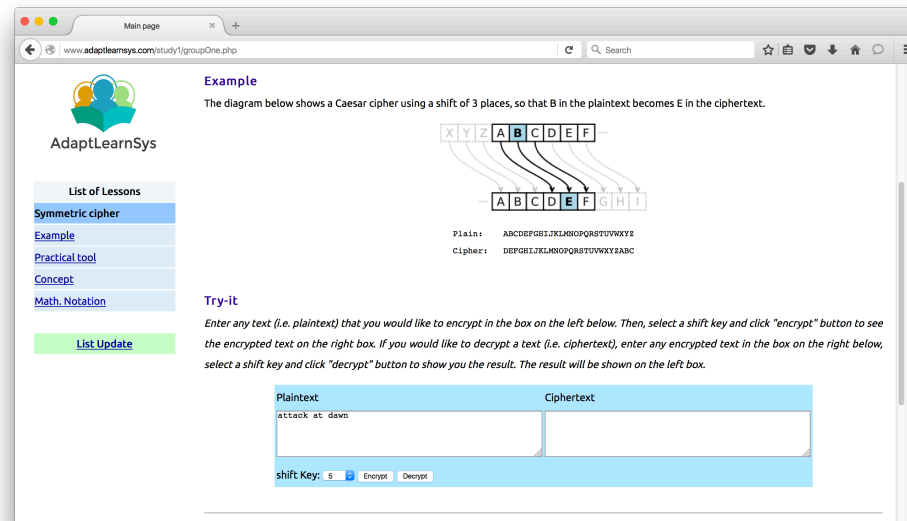 Main page
www.adaptlearnsys.com/study1/groupOne.php
Search
AdaptLearnSys
List of Lessons
Symmetric cipher
Example
Practical tool
Concept
Math. Notation
List Update
Example
The diagram below shows a Caesar cipher using a shift of 3 places, so that B in the plaintext becomes E in the ciphertext.
X Y Z A B C D E F
A B C D E F G H I
Plain: ABCDEFGHIJKLMNOPQRSTUVWXYZ
Cipher: DEFGHIJKLMNOPQRSTUVWXYZABC
Try-it
Enter any text (i.e. plaintext) that you would like to encrypt in the box on the left below. Then, select a shift key and click "encrypt" button to see
the encrypted text on the right box. If you would like to decrypt a text (i.e. ciphertext), enter any encrypted text in the box on the right below,
select a shift key and click "decrypt" button to show you the result. The result will be shown on the left box.
Plaintext Ciphertext
attack at dawn
shift Key: 5 Encrypt Decrypt